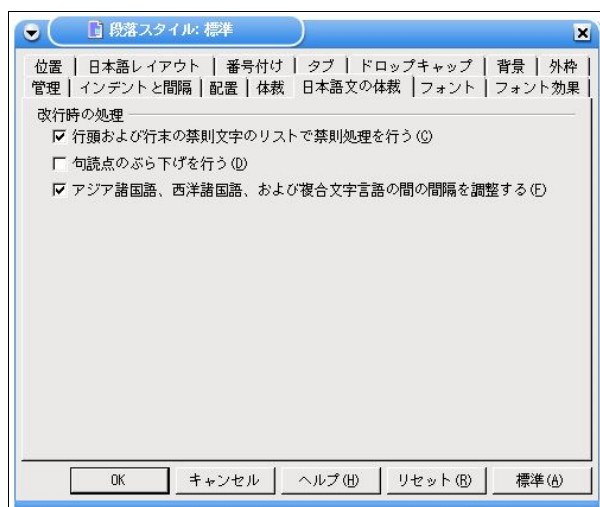 段落スタイル: 標準
位置 日本語レイアウト 番号付け タブ ドロップキャップ 背景 外枠
管理 インデントと間隔 配置 体裁 日本語文の体裁 フォント フォント効果
改行時の処理
行頭および行末の禁則文字のリストで禁則処理を行う(C)
句読点のぶら下げを行う(D)
アジア諸国語、西洋諸国語、および複合文字言語の間の間隔を調整する(E)
OK キャンセル ヘルプ(H) リセット(R) 標準(A)